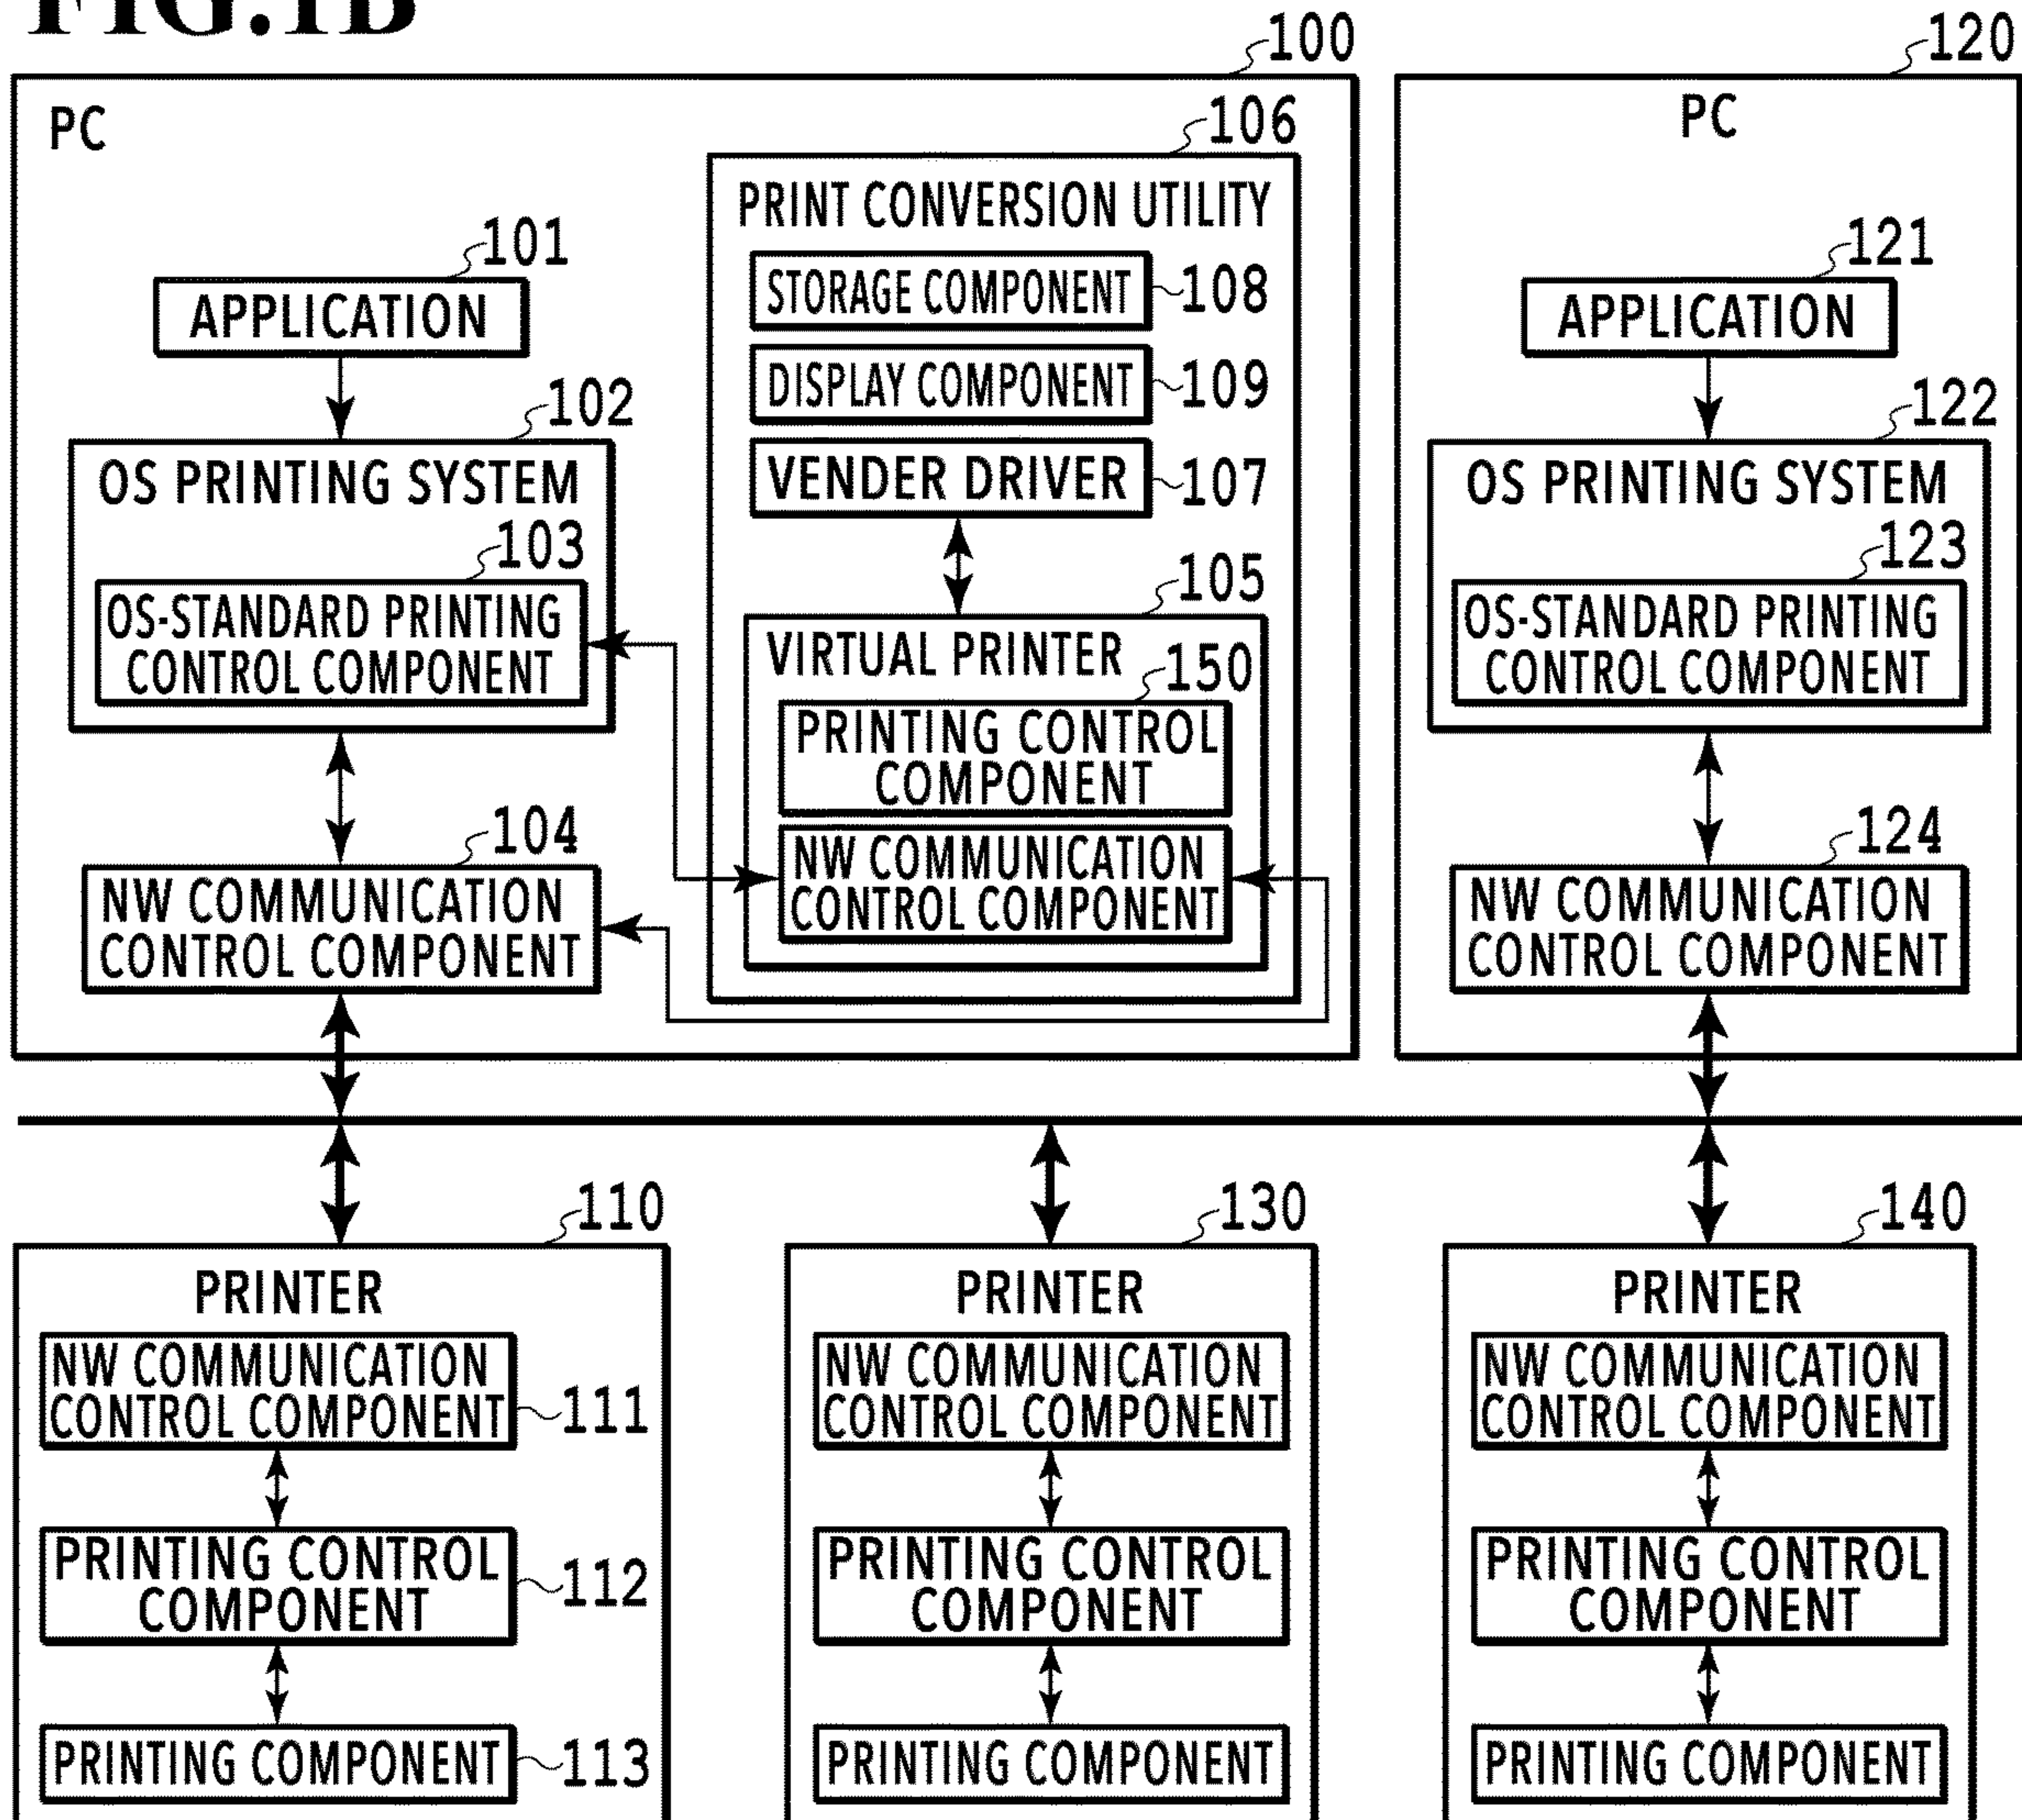 FIG.1B
100
PC
101
APPLICATION
102
OS PRINTING SYSTEM
103
OS-STANDARD PRINTING
CONTROL COMPONENT
104
NW COMMUNICATION
CONTROL COMPONENT
106
PRINT CONVERSION UTILITY
STORAGE COMPONENT
108
DISPLAY COMPONENT
109
VENDER DRIVER
107
105
VIRTUAL PRINTER
150
PRINTING CONTROL
COMPONENT
NW COMMUNICATION
CONTROL COMPONENT
120
PC
121
APPLICATION
122
OS PRINTING SYSTEM
123
OS-STANDARD PRINTING
CONTROL COMPONENT
124
NW COMMUNICATION
CONTROL COMPONENT
110
PRINTER
NW COMMUNICATION
CONTROL COMPONENT
111
PRINTING CONTROL
COMPONENT
112
PRINTING COMPONENT
113
130
PRINTER
NW COMMUNICATION
CONTROL COMPONENT
PRINTING CONTROL
COMPONENT
PRINTING COMPONENT
140
PRINTER
NW COMMUNICATION
CONTROL COMPONENT
PRINTING CONTROL
COMPONENT
PRINTING COMPONENT